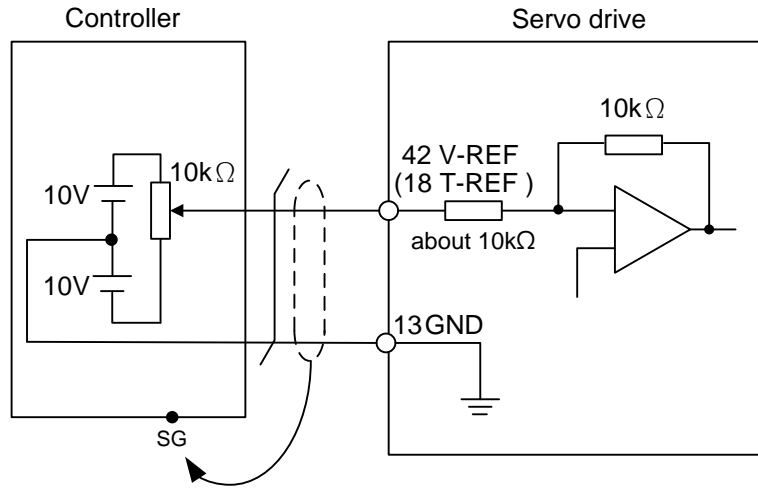 Controller
Servo drive
10kΩ
10V
10V
SG
42 V-REF
(18 T-REF )
about 10kΩ
10kΩ
13GND